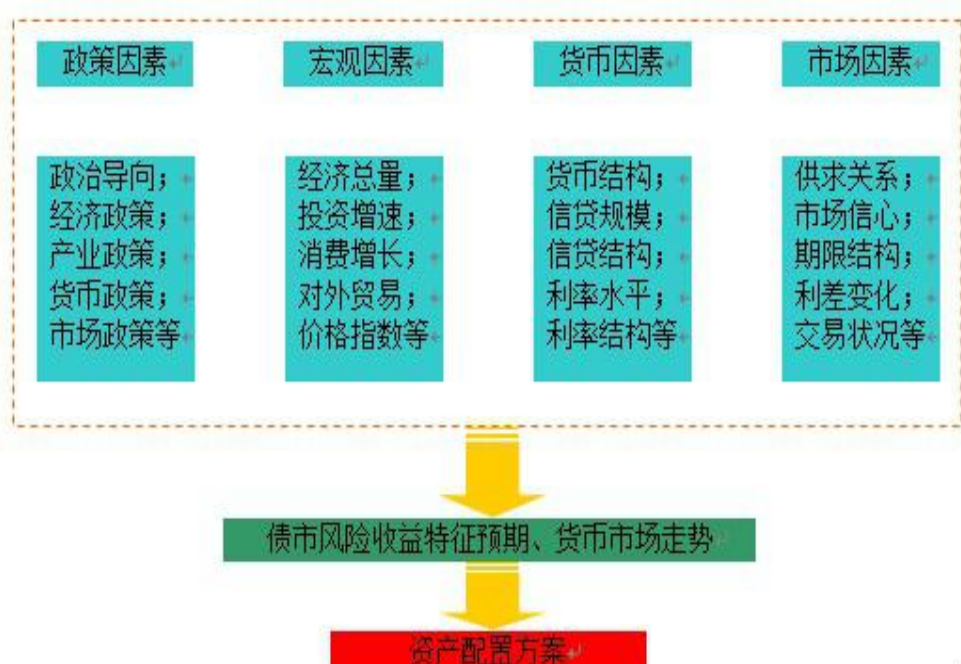 政策因素 宏观因素 货币因素 市场因素
政治导向；
经济政策；
产业政策；
货币政策；
市场政策等
经济总量；
投资增速；
消费增长；
对外贸易；
价格指数等
货币结构；
信贷规模；
信贷结构；
利率水平；
利率结构等
供求关系；
市场信心；
期限结构；
利差变化；
交易状况等
债市风险收益特征预期、货币市场走势
资产配置方案